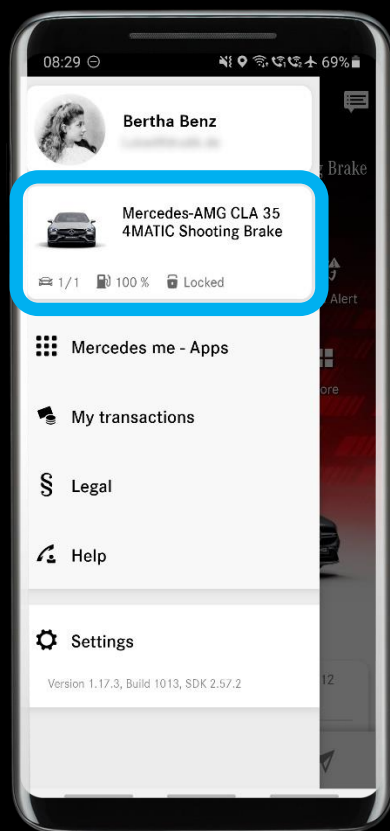 08:29
69%
Bertha Benz
Brake
Mercedes-AMG CLA 35
4MATIC Shooting Brake
1/1 100 % Locked
Alert
Mercedes me - Apps
ore
My transactions
§ Legal
Help
Settings
12
Version 1.17.3, Build 1013, SDK 2.57.2